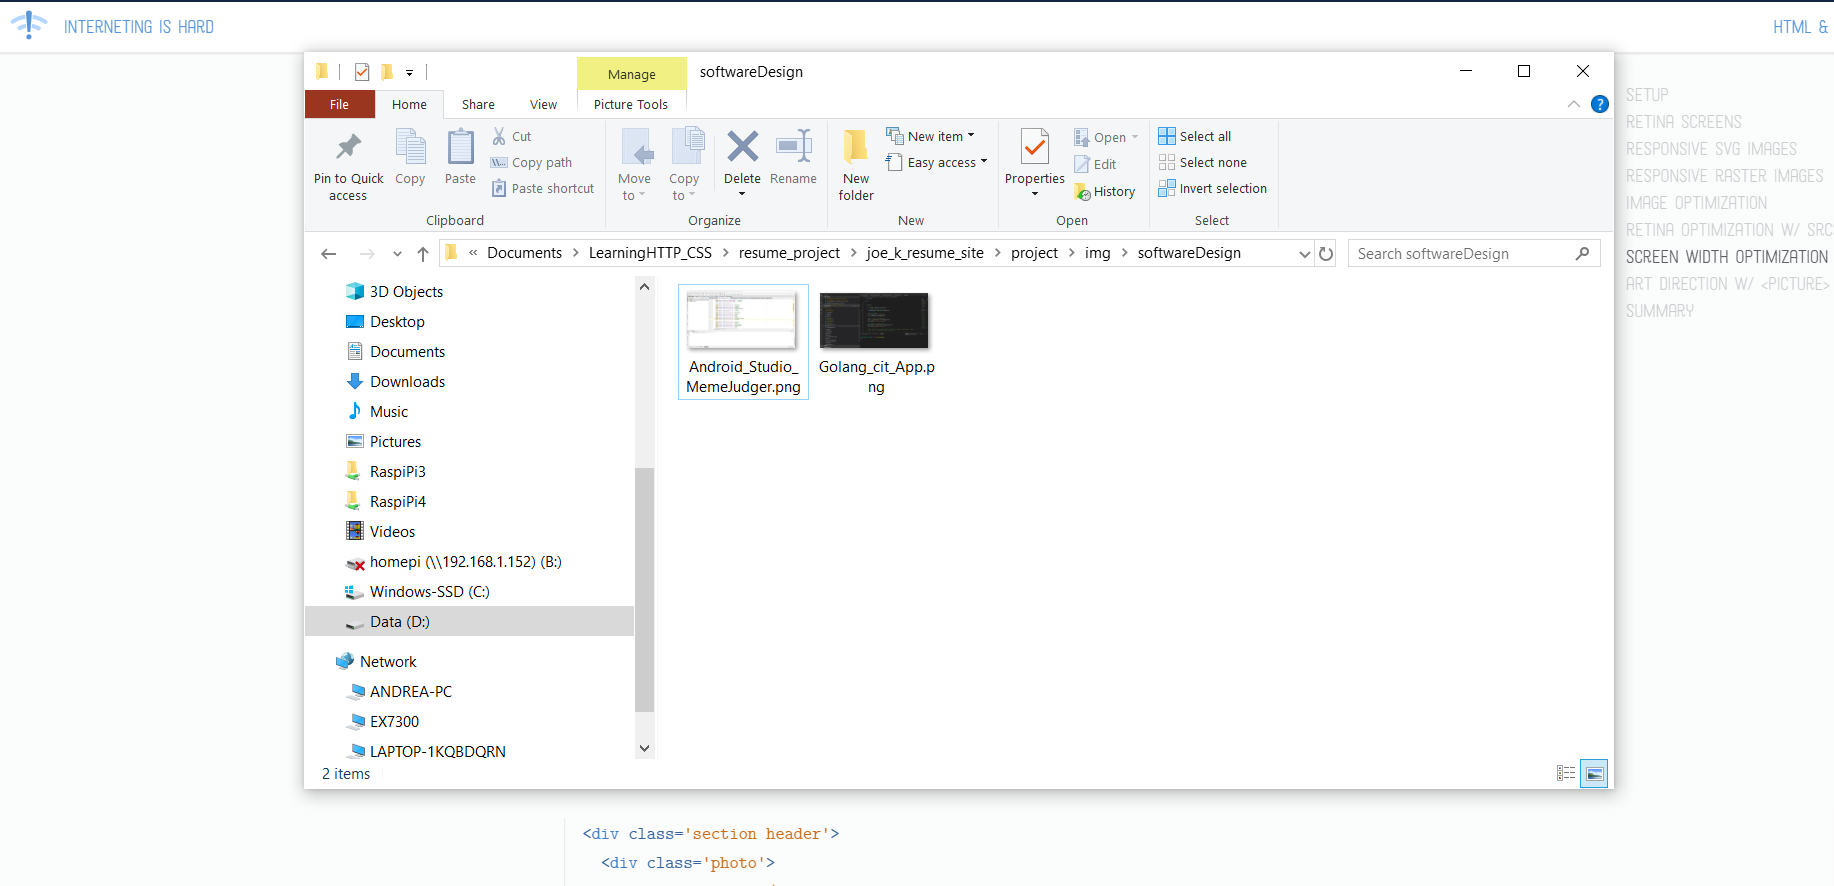 INTERNETING IS HARD
HTML &
Manage
softwareDesign
File
Home
Share
View
Picture Tools
?
Pin to Quick
access
Copy
Paste
Cut
Copy path
Paste shortcut
Clipboard
Move
to
Copy
to
Delete
Rename
Organize
New
folder
New item
Easy access
New
Properties
Open
Edit
History
Open
Select all
Select none
Invert selection
Select
« Documents > LearningHTTP_CSS > resume_project > joe_k_resume_site > project > img > softwareDesign
Search softwareDesign
3D Objects
Desktop
Documents
Downloads
Music
Pictures
RaspiPi3
RaspiPi4
Videos
homepi (\\192.168.1.152) (B:)
Windows-SSD (C:)
Data (D:)
Network
ANDREA-PC
EX7300
LAPTOP-1KQBDQRN
2 items
Android_Studio_
MemeJudger.png
Golang_cit_App.p
ng
SETUP
RETINA SCREENS
RESPONSIVE SVG IMAGES
RESPONSIVE RASTER IMAGES
IMAGE OPTIMIZATION
RETINA OPTIMIZATION W/ SRCS
SCREEN WIDTH OPTIMIZATION
ART DIRECTION W/ <PICTURE>
SUMMARY
<div class='section header'>
<div class='photo'>